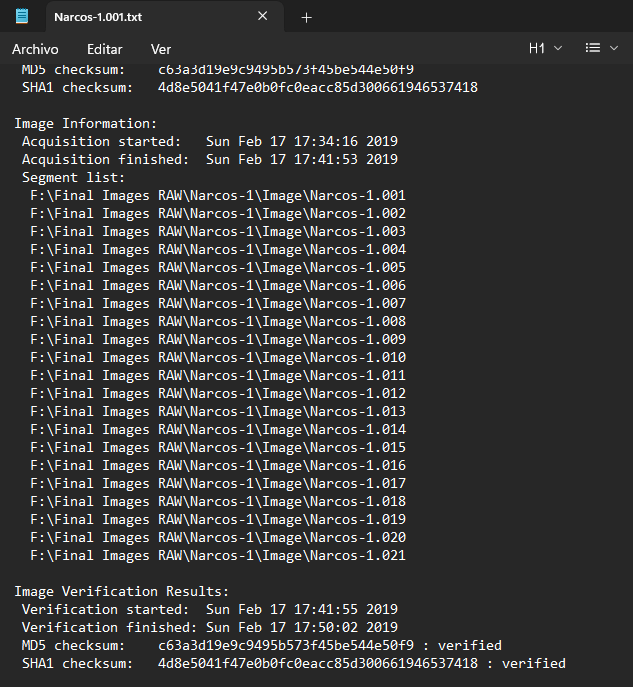 Narcos-1.001.txt
Archivo Editar Ver H1
MD5 checksum: c63a3d19e9c9495b573f45be544e50f9
SHA1 checksum: 4d8e5041f47e0b0fc0eacc85d300661946537418
Image Information:
Acquisition started: Sun Feb 17 17:34:16 2019
Acquisition finished: Sun Feb 17 17:41:53 2019
Segment list:
F:\Final Images RAW\Narcos-1\Image\Narcos-1.001
F:\Final Images RAW\Narcos-1\Image\Narcos-1.002
F:\Final Images RAW\Narcos-1\Image\Narcos-1.003
F:\Final Images RAW\Narcos-1\Image\Narcos-1.004
F:\Final Images RAW\Narcos-1\Image\Narcos-1.005
F:\Final Images RAW\Narcos-1\Image\Narcos-1.006
F:\Final Images RAW\Narcos-1\Image\Narcos-1.007
F:\Final Images RAW\Narcos-1\Image\Narcos-1.008
F:\Final Images RAW\Narcos-1\Image\Narcos-1.009
F:\Final Images RAW\Narcos-1\Image\Narcos-1.010
F:\Final Images RAW\Narcos-1\Image\Narcos-1.011
F:\Final Images RAW\Narcos-1\Image\Narcos-1.012
F:\Final Images RAW\Narcos-1\Image\Narcos-1.013
F:\Final Images RAW\Narcos-1\Image\Narcos-1.014
F:\Final Images RAW\Narcos-1\Image\Narcos-1.015
F:\Final Images RAW\Narcos-1\Image\Narcos-1.016
F:\Final Images RAW\Narcos-1\Image\Narcos-1.017
F:\Final Images RAW\Narcos-1\Image\Narcos-1.018
F:\Final Images RAW\Narcos-1\Image\Narcos-1.019
F:\Final Images RAW\Narcos-1\Image\Narcos-1.020
F:\Final Images RAW\Narcos-1\Image\Narcos-1.021
Image Verification Results:
Verification started: Sun Feb 17 17:41:55 2019
Verification finished: Sun Feb 17 17:50:02 2019
MD5 checksum: c63a3d19e9c9495b573f45be544e50f9 : verified
SHA1 checksum: 4d8e5041f47e0b0fc0eacc85d300661946537418 : verified